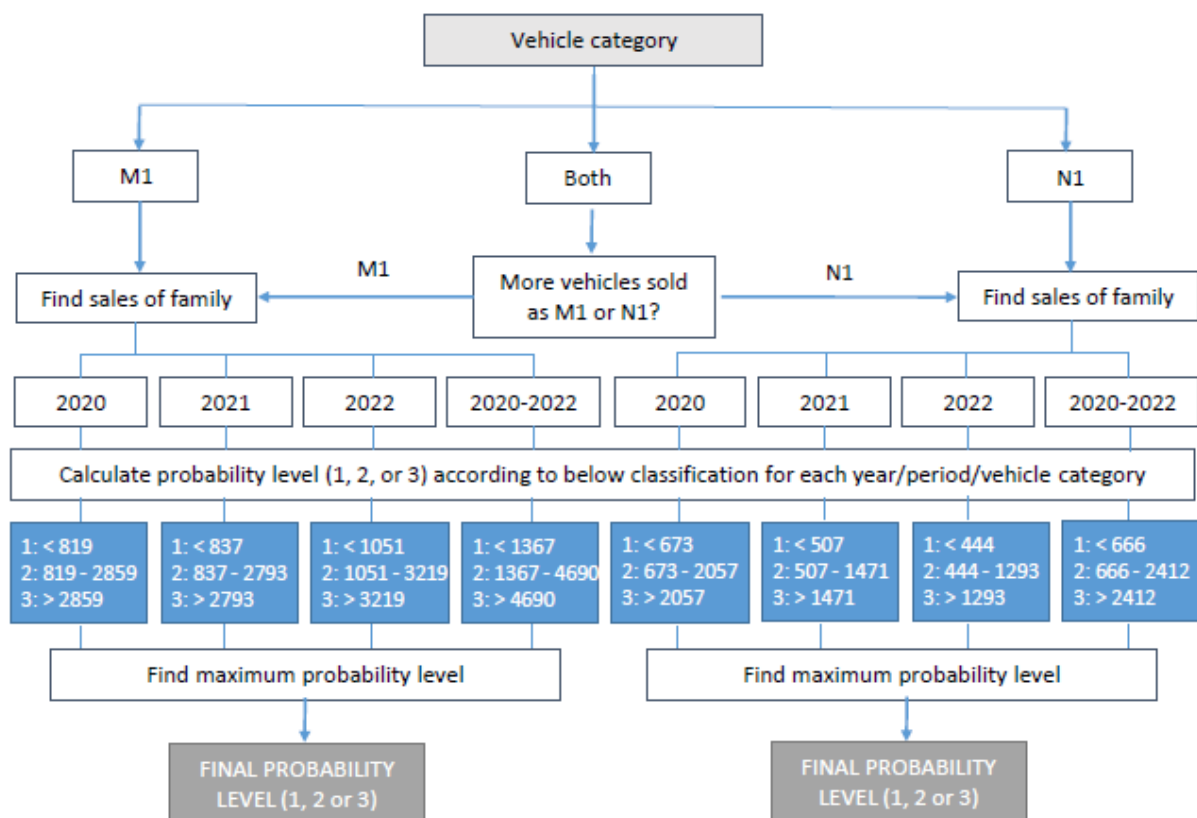 Vehicle category
M1
Both
N1
M1
N1
Find sales of family
More vehicles sold
as M1 or N1?
Find sales of family
2020
2021
2022
2020-2022
2020
2021
2022
2020-2022
Calculate probability level (1, 2, or 3) according to below classification for each year/period/vehicle category
1: < 819
2: 819 - 2859
3: > 2859
1: < 837
2: 837 - 2793
3: > 2793
1: < 1051
2: 1051 - 3219
3: > 3219
1: < 1367
2: 1367 - 4690
3: > 4690
1: < 673
2: 673 - 2057
3: > 2057
1: < 507
2: 507 - 1471
3: > 1471
1: < 444
2: 444 - 1293
3: > 1293
1: < 666
2: 666 - 2412
3: > 2412
Find maximum probability level
Find maximum probability level
FINAL PROBABILITY
LEVEL (1, 2 or 3)
FINAL PROBABILITY
LEVEL (1, 2 or 3)